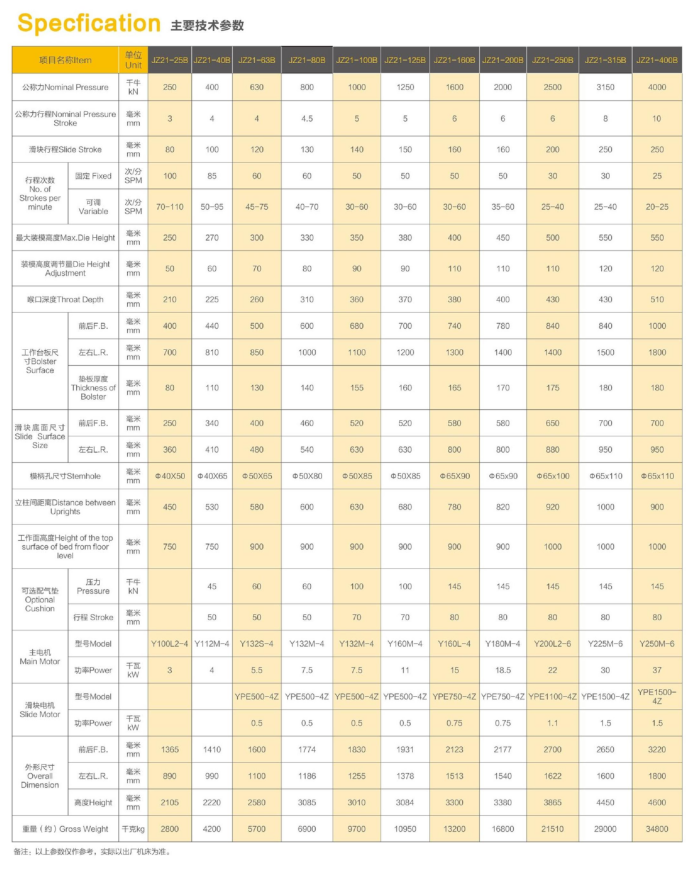 Specfication 主要技术参数
项目名称Item 单位Unit JZ21-25B JZ21-40B JZ21-63B JZ21-80B JZ21-100B JZ21-125B JZ21-160B JZ21-200B JZ21-250B JZ21-315B JZ21-400B
公称力Nominal Pressure 千牛 kN 250 400 630 800 1000 1250 1600 2000 2500 3150 4000
公称力行程Nominal Pressure Stroke 毫米 mm 3 4 4 4.5 5 5 6 6 6 8 10
滑块行程Slide Stroke 毫米 mm 80 100 120 130 140 150 160 160 200 250 250
行程次数 No. of Strokes per minute 固定 Fixed 次/分 SPM 100 85 60 60 50 50 50 50 30 30 25
可调 Variable 次/分 SPM 70-110 50-95 45-75 40-70 30-60 30-60 30-60 35-60 25-40 25-40 20-25
最大装模高度Max.Die Height 毫米 mm 250 270 300 330 350 380 400 450 500 550 550
装模高度调节量Die Height Adjustment 毫米 mm 50 60 70 80 90 90 110 110 110 120 120
喉口深度Throat Depth 毫米 mm 210 225 260 310 360 370 380 400 430 430 510
工作台板尺寸Bolster Surface 前后F.B. 毫米 mm 400 440 500 600 680 700 740 780 840 840 1000
左右L.R. 毫米 mm 700 810 850 1000 1100 1200 1300 1400 1400 1500 1800
垫板厚度 Thickness of Bolster 毫米 mm 80 110 130 140 155 160 165 170 175 180 180
滑块底面尺寸 Slide Surface Size 前后F.B. 毫米 mm 250 340 400 460 520 520 580 580 650 700 700
左右L.R. 毫米 mm 360 410 480 540 630 630 800 800 880 950 950
模柄孔尺寸Stemhole 毫米 mm Φ40X50 Φ40X65 Φ50X65 Φ50X80 Φ50X85 Φ50X85 Φ65X90 Φ65x90 Φ65x100 Φ65x110 Φ65x110
立柱间距离Distance between Uprights 毫米 mm 450 530 580 600 630 680 780 820 920 1000 900
工作面高度Height of the top surface of bed from floor level 毫米 mm 750 750 900 900 900 900 900 900 1000 1000 1000
可选配气垫 Optional Cushion 压力 Pressure 千牛 kN 45 60 60 100 100 145 145 145 145 145
行程 Stroke 毫米 mm 50 50 50 70 70 80 80 80 80 80
主电机 Main Motor 型号Model Y100L2-4 Y112M-4 Y132S-4 Y132M-4 Y132M-4 Y160M-4 Y160L-4 Y180M-4 Y200L2-6 Y225M-6 Y250M-6
功率Power 千瓦 kW 3 4 5.5 7.5 7.5 11 15 18.5 22 30 37
滑块电机 Slide Motor 型号Model YPE500-4Z YPE500-4Z YPE500-4Z YPE500-4Z YPE750-4Z YPE750-4Z YPE1100-4Z YPE1500-4Z YPE1500-4Z
功率Power 千瓦 kW 0.5 0.5 0.5 0.5 0.75 0.75 1.1 1.5 1.5
外形尺寸 Overall Dimension 前后F.B. 毫米 mm 1365 1410 1600 1774 1830 1931 2123 2177 2700 2650 3220
左右L.R. 毫米 mm 890 990 1100 1186 1255 1378 1513 1540 1622 1600 1800
高度Height 毫米 mm 2105 2220 2580 3085 3010 3084 3300 3380 3865 4450 4600
重量（约）Gross Weight 千克kg 2800 4200 5700 6900 9700 10950 13200 16800 21510 29000 34800
备注：以上参数仅作参考，实际以出厂机床为准。